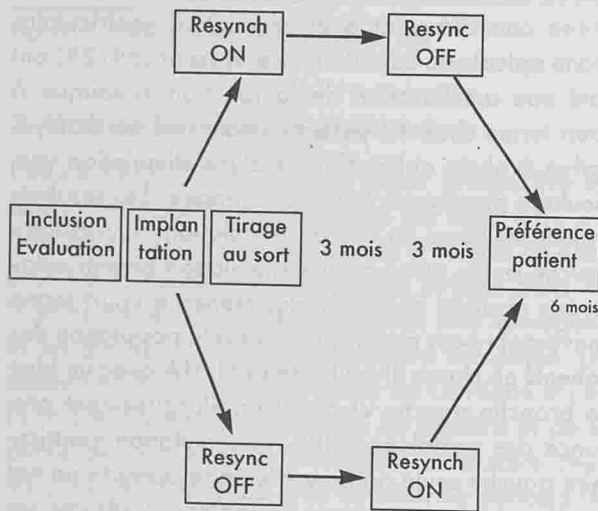 Resynch
ON
Resync
OFF
Inclusion
Evaluation
Implan
tation
Tirage
au sort
3 mois
3 mois
Préférence
patient
6 mois
Resync
OFF
Resynch
ON